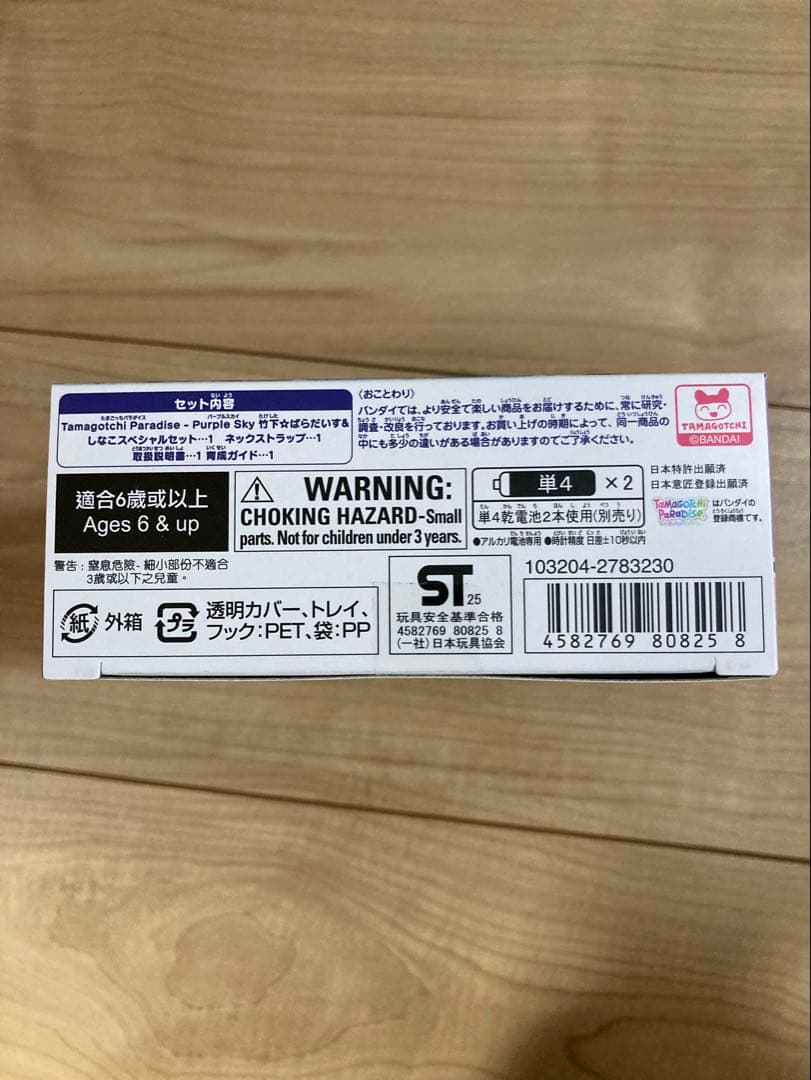 セット内容
Tamagotchi Paradise - Purple Sky 竹下☆ぱらだいす&
しなこスペシャルセット…1 ネックストラップ…1
取扱説明書…1 育成ガイド…1
〈おことわり〉
バンダイでは、より安全で楽しい商品をお届けするために、常に研究・
調査・改良を行っております。お買い上げの時期によって、同一商品の
中にも多少の違いがある場合がありますのでご了承ください。
TAMAGOTCHI
©BANDAI
適合6歲或以上
Ages 6 & up
WARNING:
CHOKING HAZARD-Small
parts. Not for children under 3 years.
警告 : 窒息危險- 細小部份不適合
3歲或以下之兒童。
単4 ×2
単4乾電池2本使用(別売り)
●アルカリ電池専用 ●時計精度 日差±10秒以内
日本特許出願済
日本意匠登録出願済
TAMAGOTCHI PARADISE はバンダイの
登録商標です。
紙 外箱
プラ 透明カバー、トレイ、
フック:PET、袋:PP
ST 25
玩具安全基準合格
4582769 80825 8
(一社)日本玩具協会
103204-2783230
4582769 80825 8